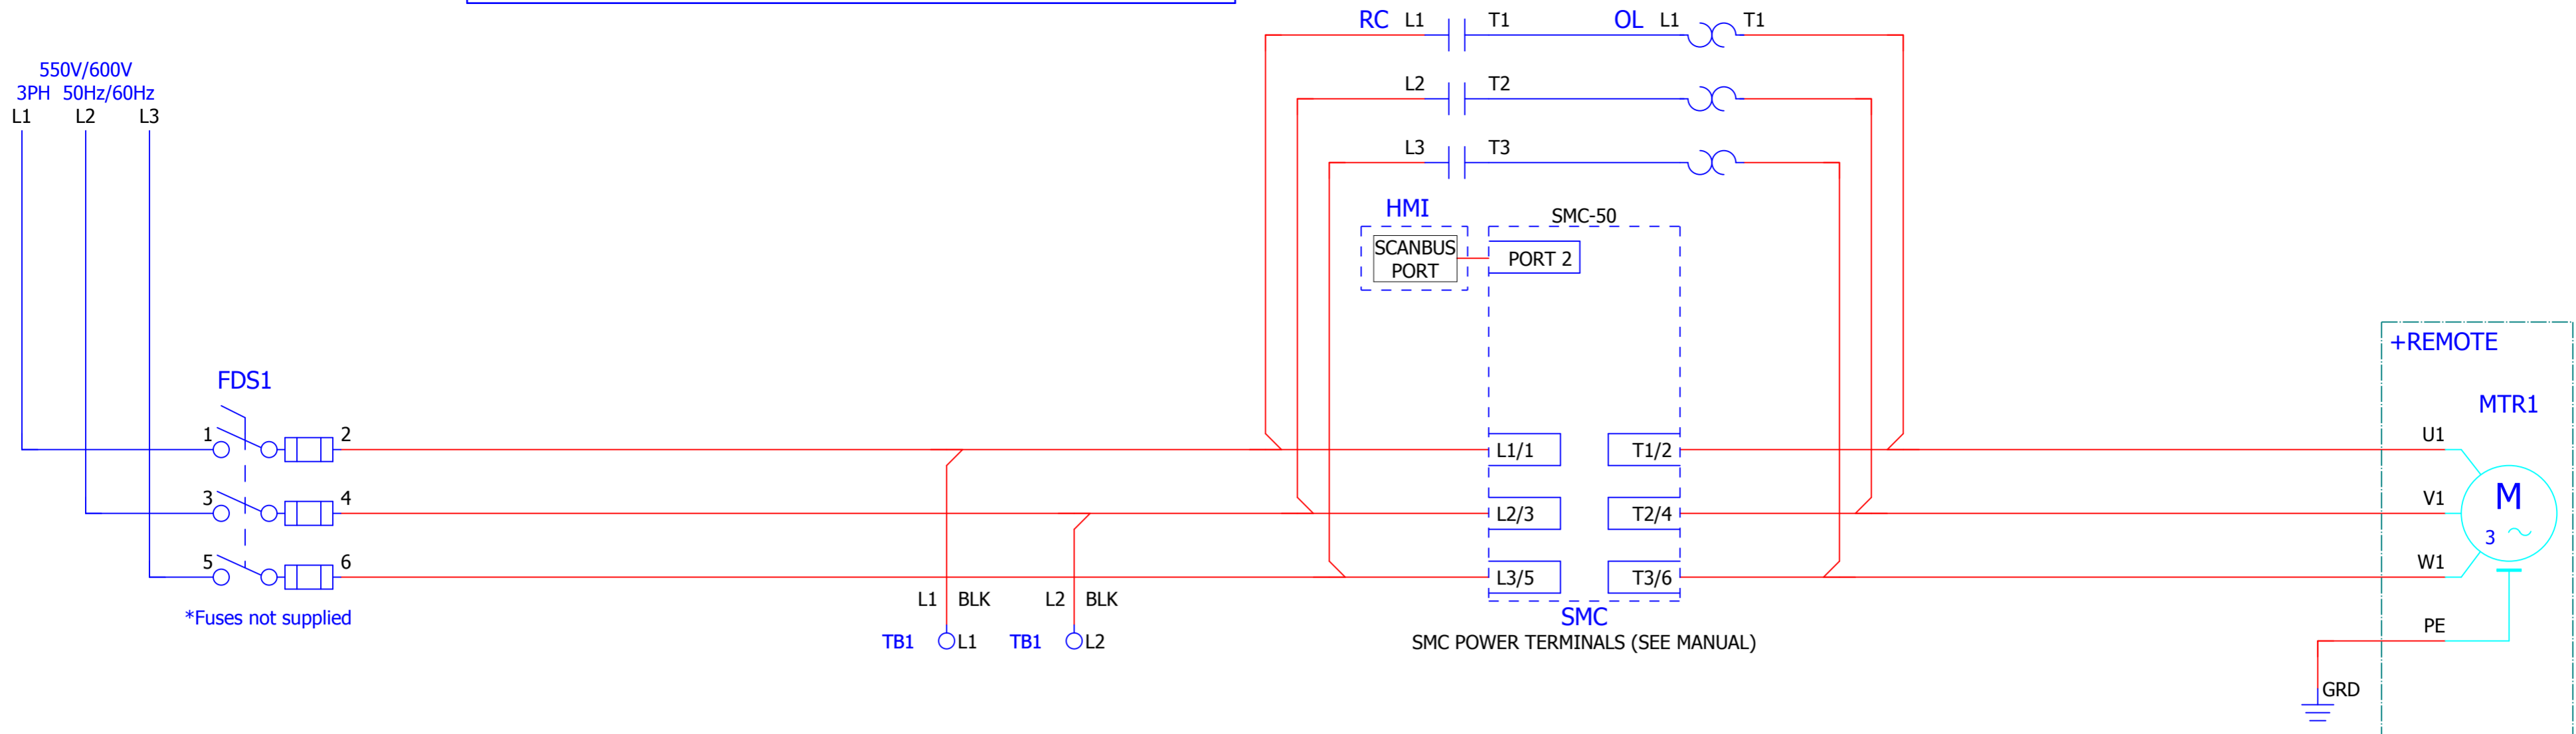 RC L1 T1 OL L1 T1
550V/600V
3PH 50Hz/60Hz
L1 L2 L3
L2 T2
L3 T3
HMI
SCANBUS
PORT
SMC-50
PORT 2
+REMOTE
MTR1
FDS1
1 2
3 4
5 6
*Fuses not supplied
L1 BLK
L2 BLK
TB1 L1
TB1 L2
L1/1 T1/2
L2/3 T2/4
L3/5 T3/6
SMC
SMC POWER TERMINALS (SEE MANUAL)
U1
V1
W1
M
3
PE
GRD